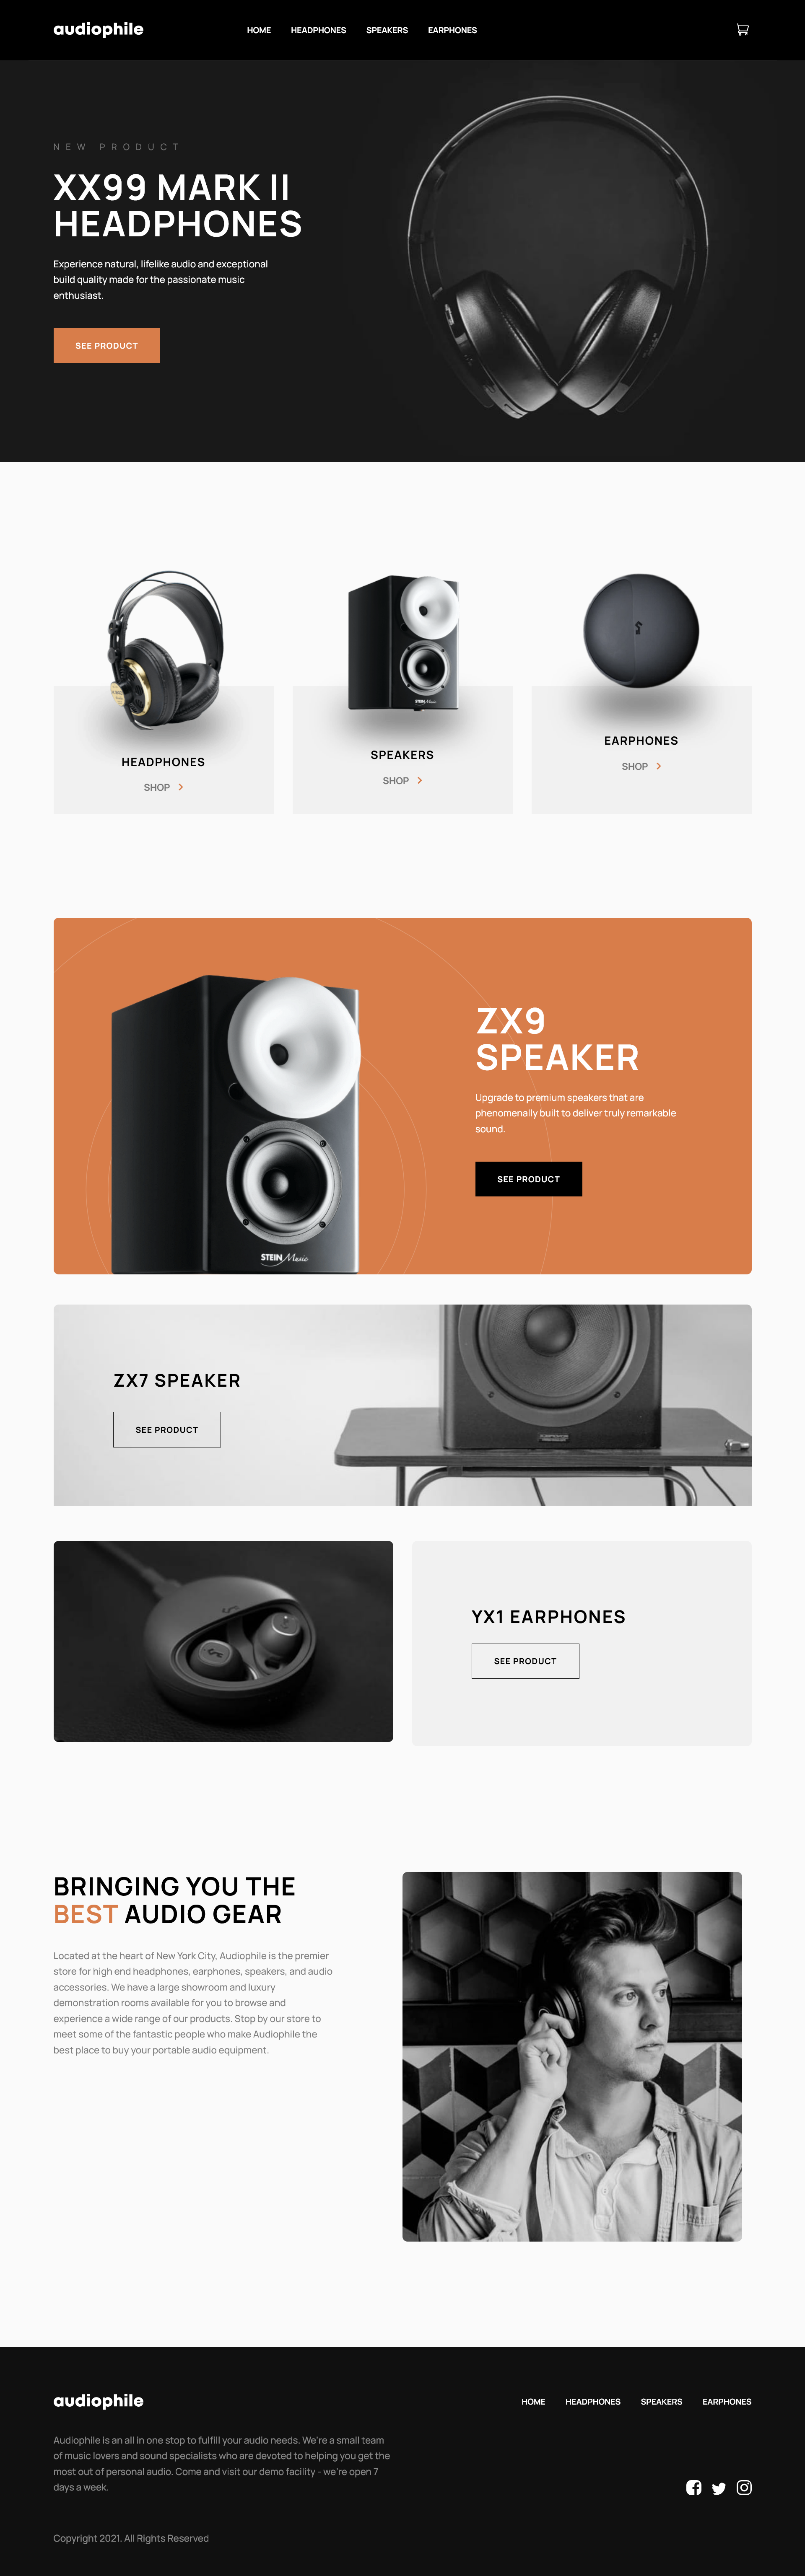 audiophile
HOME HEADPHONES SPEAKERS EARPHONES
NEW PRODUCT
XX99 MARK II
HEADPHONES
Experience natural, lifelike audio and exceptional
build quality made for the passionate music
enthusiast.
SEE PRODUCT
HEADPHONES
SHOP
STEIN Music
SPEAKERS
SHOP
EARPHONES
SHOP
STEIN Music
ZX9
SPEAKER
Upgrade to premium speakers that are
phenomenally built to deliver truly remarkable
sound.
SEE PRODUCT
ZX7 SPEAKER
SEE PRODUCT
YX1 EARPHONES
SEE PRODUCT
BRINGING YOU THE
BEST AUDIO GEAR
Located at the heart of New York City, Audiophile is the premier
store for high end headphones, earphones, speakers, and audio
accessories. We have a large showroom and luxury
demonstration rooms available for you to browse and
experience a wide range of our products. Stop by our store to
meet some of the fantastic people who make Audiophile the
best place to buy your portable audio equipment.
audiophile
HOME HEADPHONES SPEAKERS EARPHONES
Audiophile is an all in one stop to fulfill your audio needs. We're a small team
of music lovers and sound specialists who are devoted to helping you get the
most out of personal audio. Come and visit our demo facility - we're open 7
days a week.
Copyright 2021. All Rights Reserved